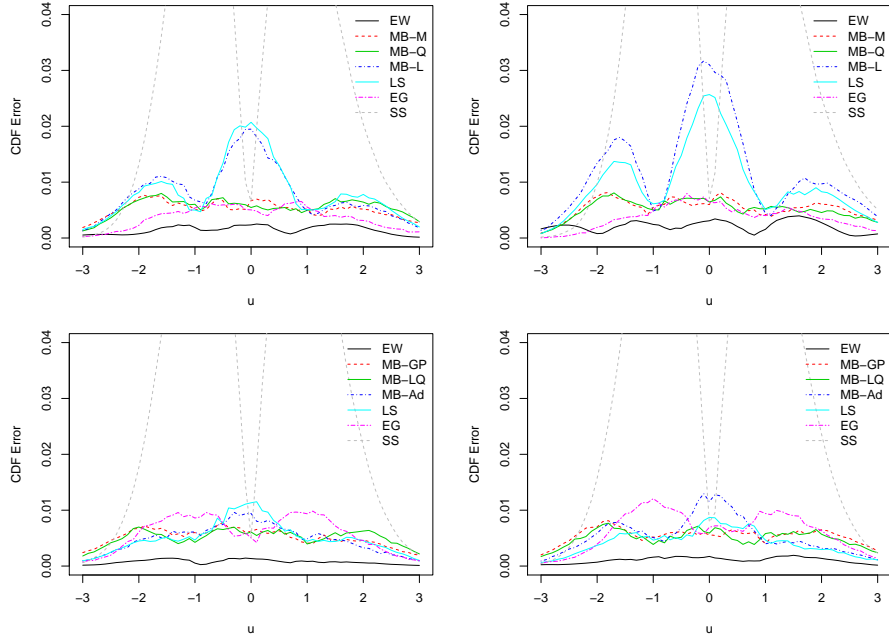 0.04
0.03
0.02
0.01
0.00
CDF Error
−3 −2 −1 0 1 2 3
u
EW
MB−M
MB−Q
MB−L
LS
EG
SS
0.04
0.03
0.02
0.01
0.00
CDF Error
−3 −2 −1 0 1 2 3
u
EW
MB−M
MB−Q
MB−L
LS
EG
SS
0.04
0.03
0.02
0.01
0.00
CDF Error
−3 −2 −1 0 1 2 3
u
EW
MB−GP
MB−LQ
MB−Ad
LS
EG
SS
0.04
0.03
0.02
0.01
0.00
CDF Error
−3 −2 −1 0 1 2 3
u
EW
MB−GP
MB−LQ
MB−Ad
LS
EG
SS